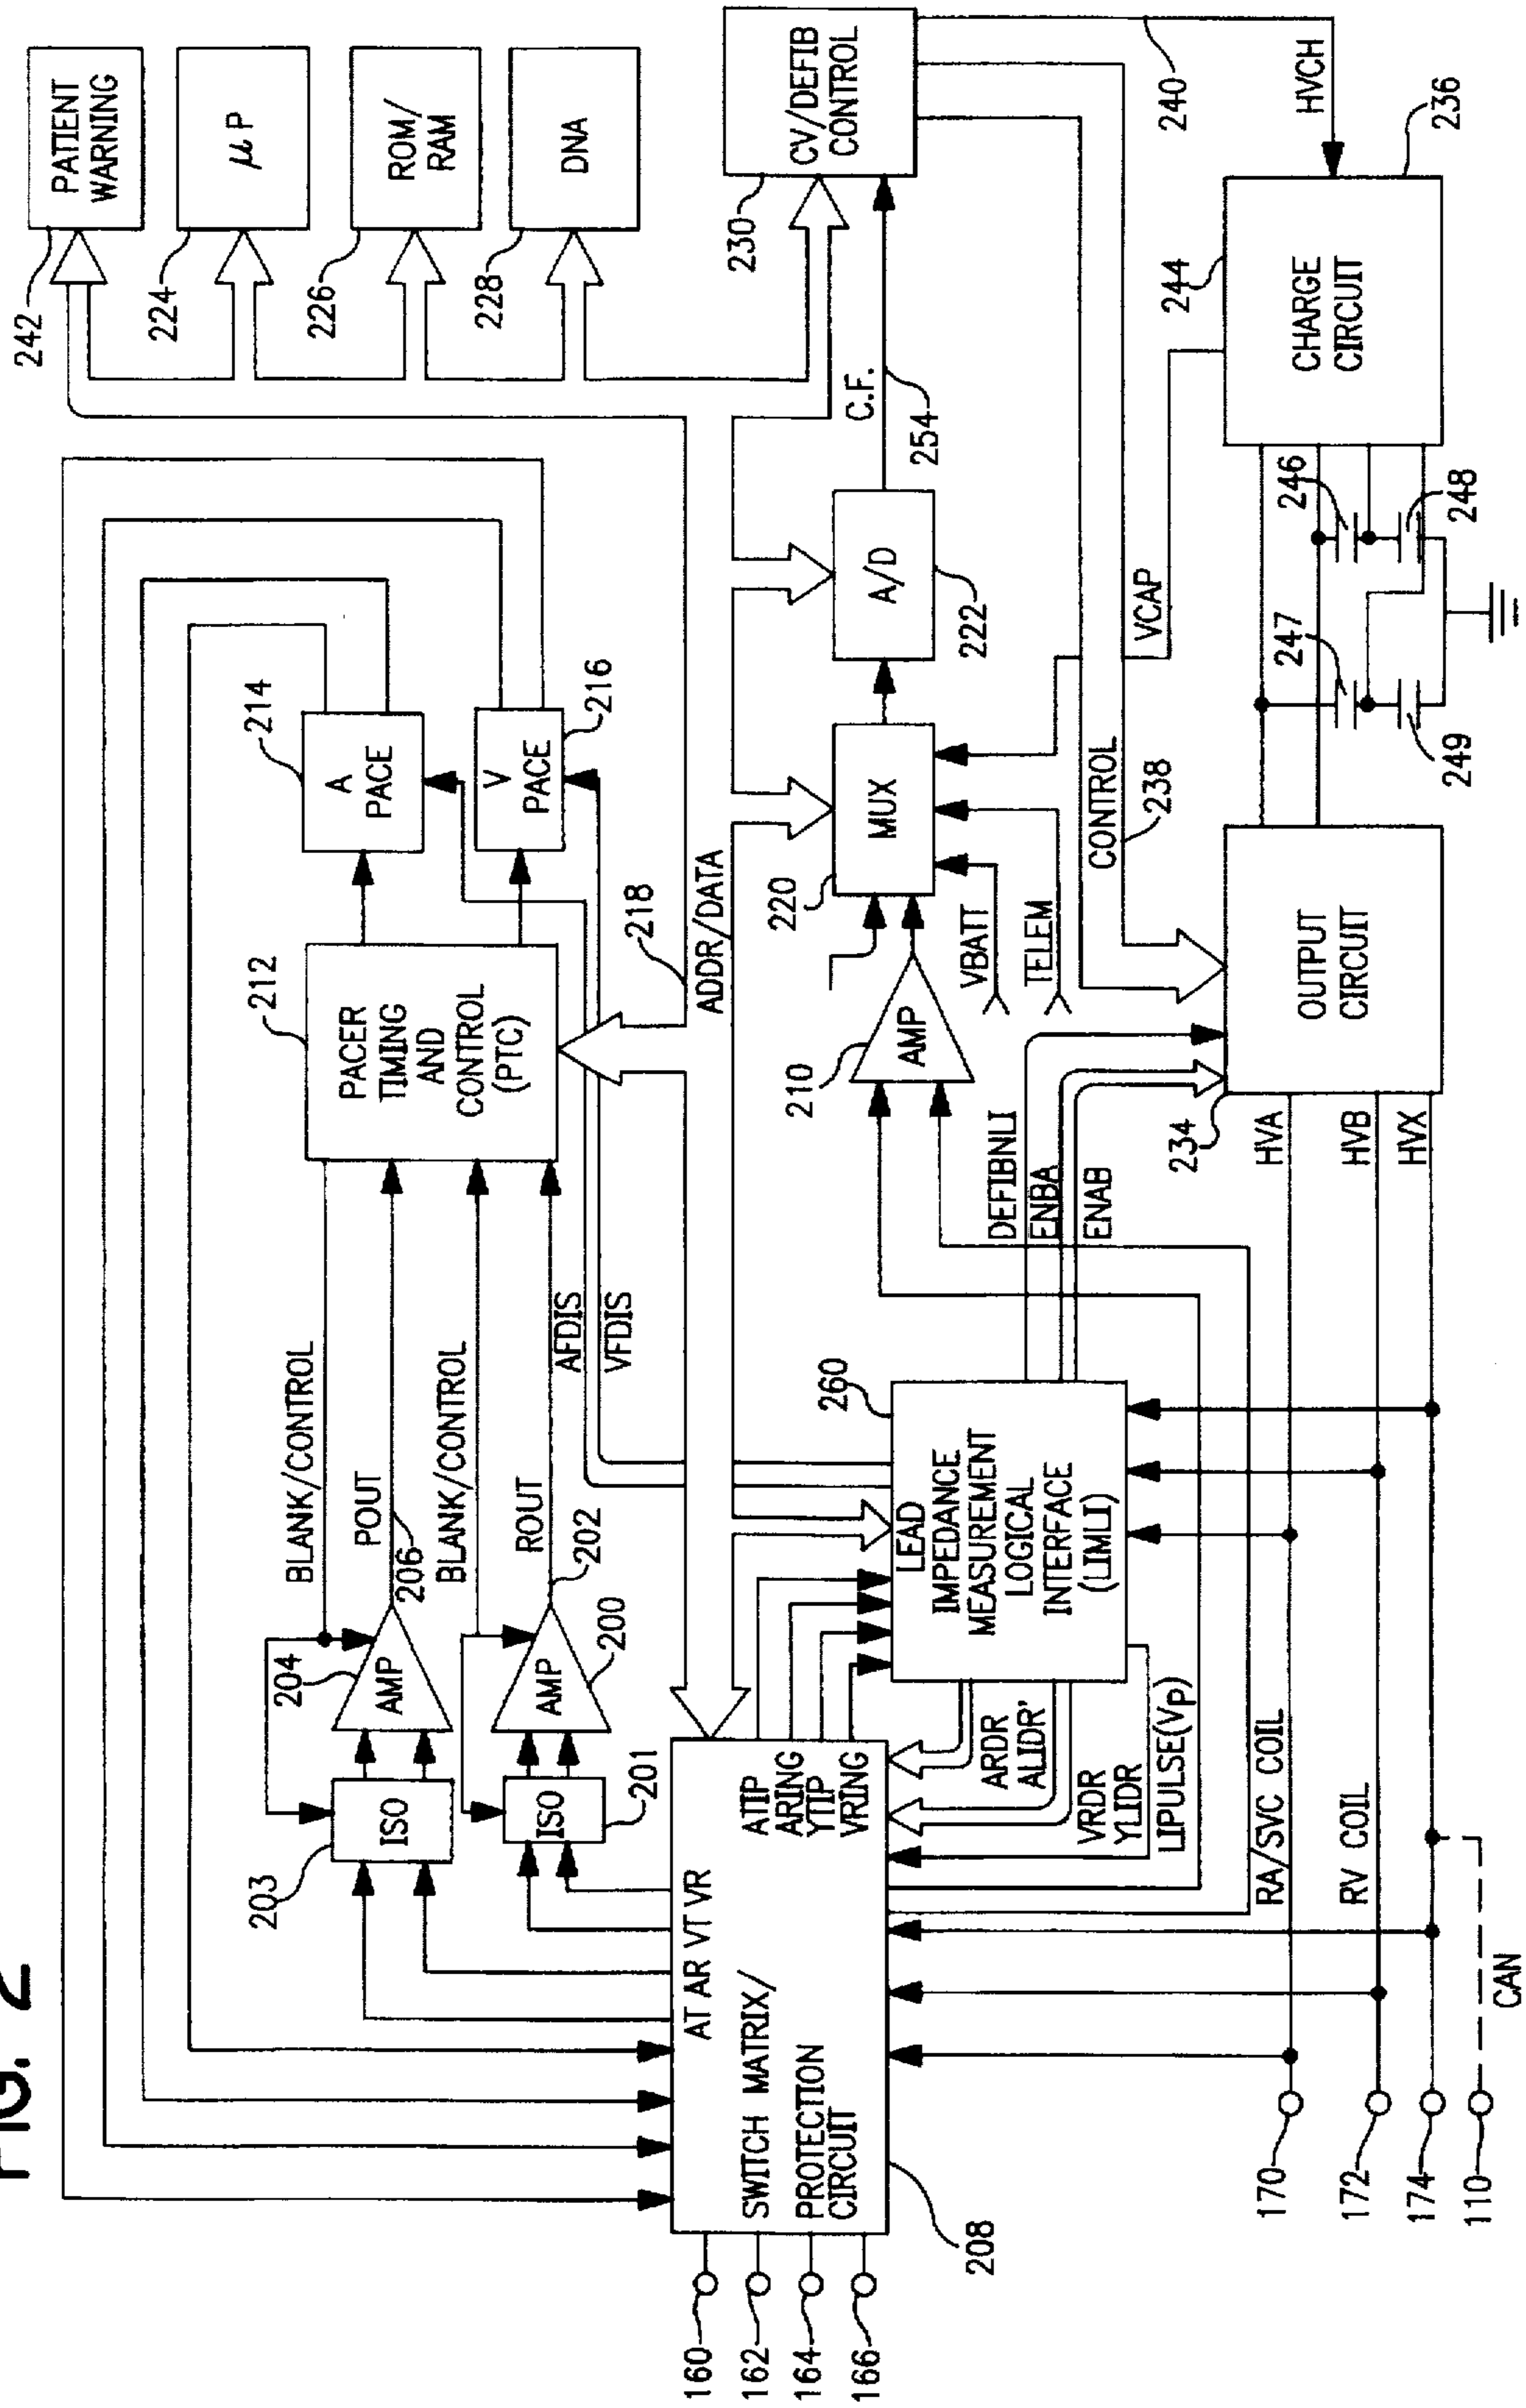 FIG. 2
PATIENT
WARNING
242
μP
224
ROM/
RAM
226
DNA
228
CV/DEFIB
CONTROL
230
240
HVCH
236
244
CHARGE
CIRCUIT
246
248
247
249
VCAP
C.F.
254
A/D
222
MUX
220
VBATT
TELEM
CONTROL
238
A
PACE
214
V
PACE
216
218
ADDR/DATA
PACER
TIMING
AND
CONTROL
(PTC)
212
AMP
210
OUTPUT
CIRCUIT
234
HVA
HVB
HVX
DEFIBNLI
ENBA
ENAB
BLANK/CONTROL
POUT
206
BLANK/CONTROL
ROUT
202
AFDIS
VFDIS
204
AMP
AMP
200
ISO
203
ISO
201
260
LEAD
IMPEDANCE
MEASUREMENT
LOGICAL
INTERFACE
(LIMLI)
ATIP
ARING
YTIP
VRING
ARDR
ALIDR'
VRDR
YLIDR
LIPULSE(Vp)
AT AR VT VR
SWITCH MATRIX/
PROTECTION
CIRCUIT
208
160
162
164
166
RA/SVC COIL
RV COIL
CAN
170
172
174
110